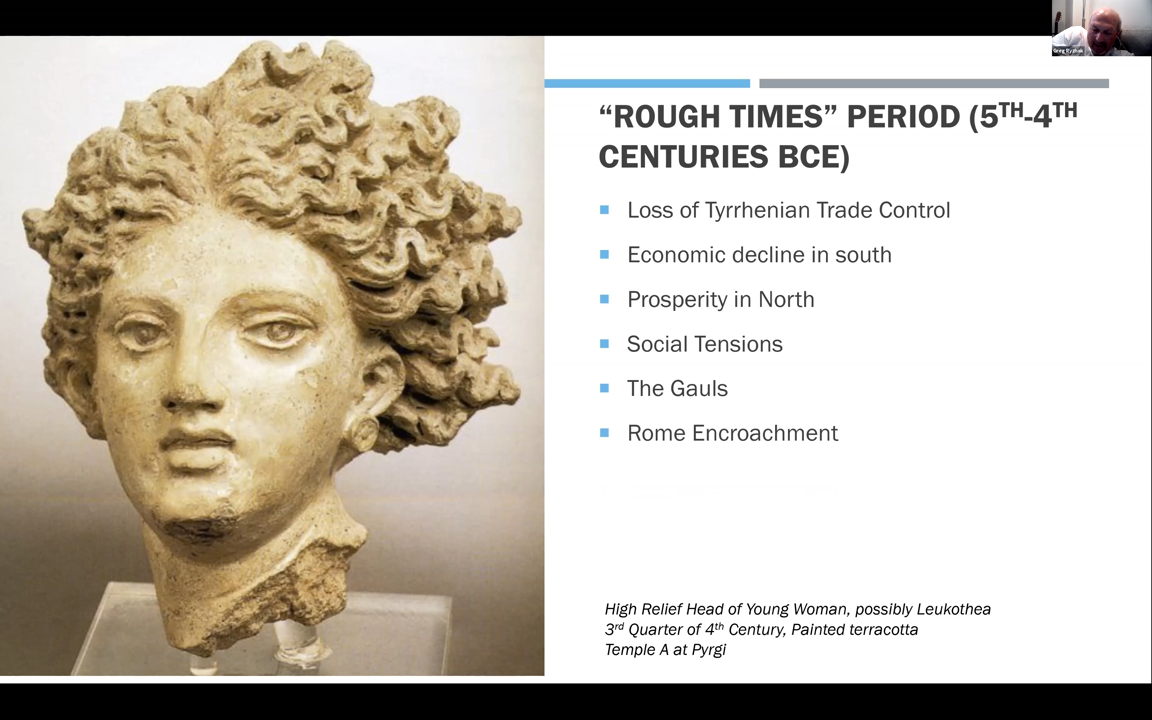 “ROUGH TIMES” PERIOD (5TH-4TH
CENTURIES BCE)
Loss of Tyrrhenian Trade Control
Economic decline in south
Prosperity in North
Social Tensions
The Gauls
Rome Encroachment
High Relief Head of Young Woman, possibly Leukothea
3rd Quarter of 4th Century, Painted terracotta
Temple A at Pyrgi